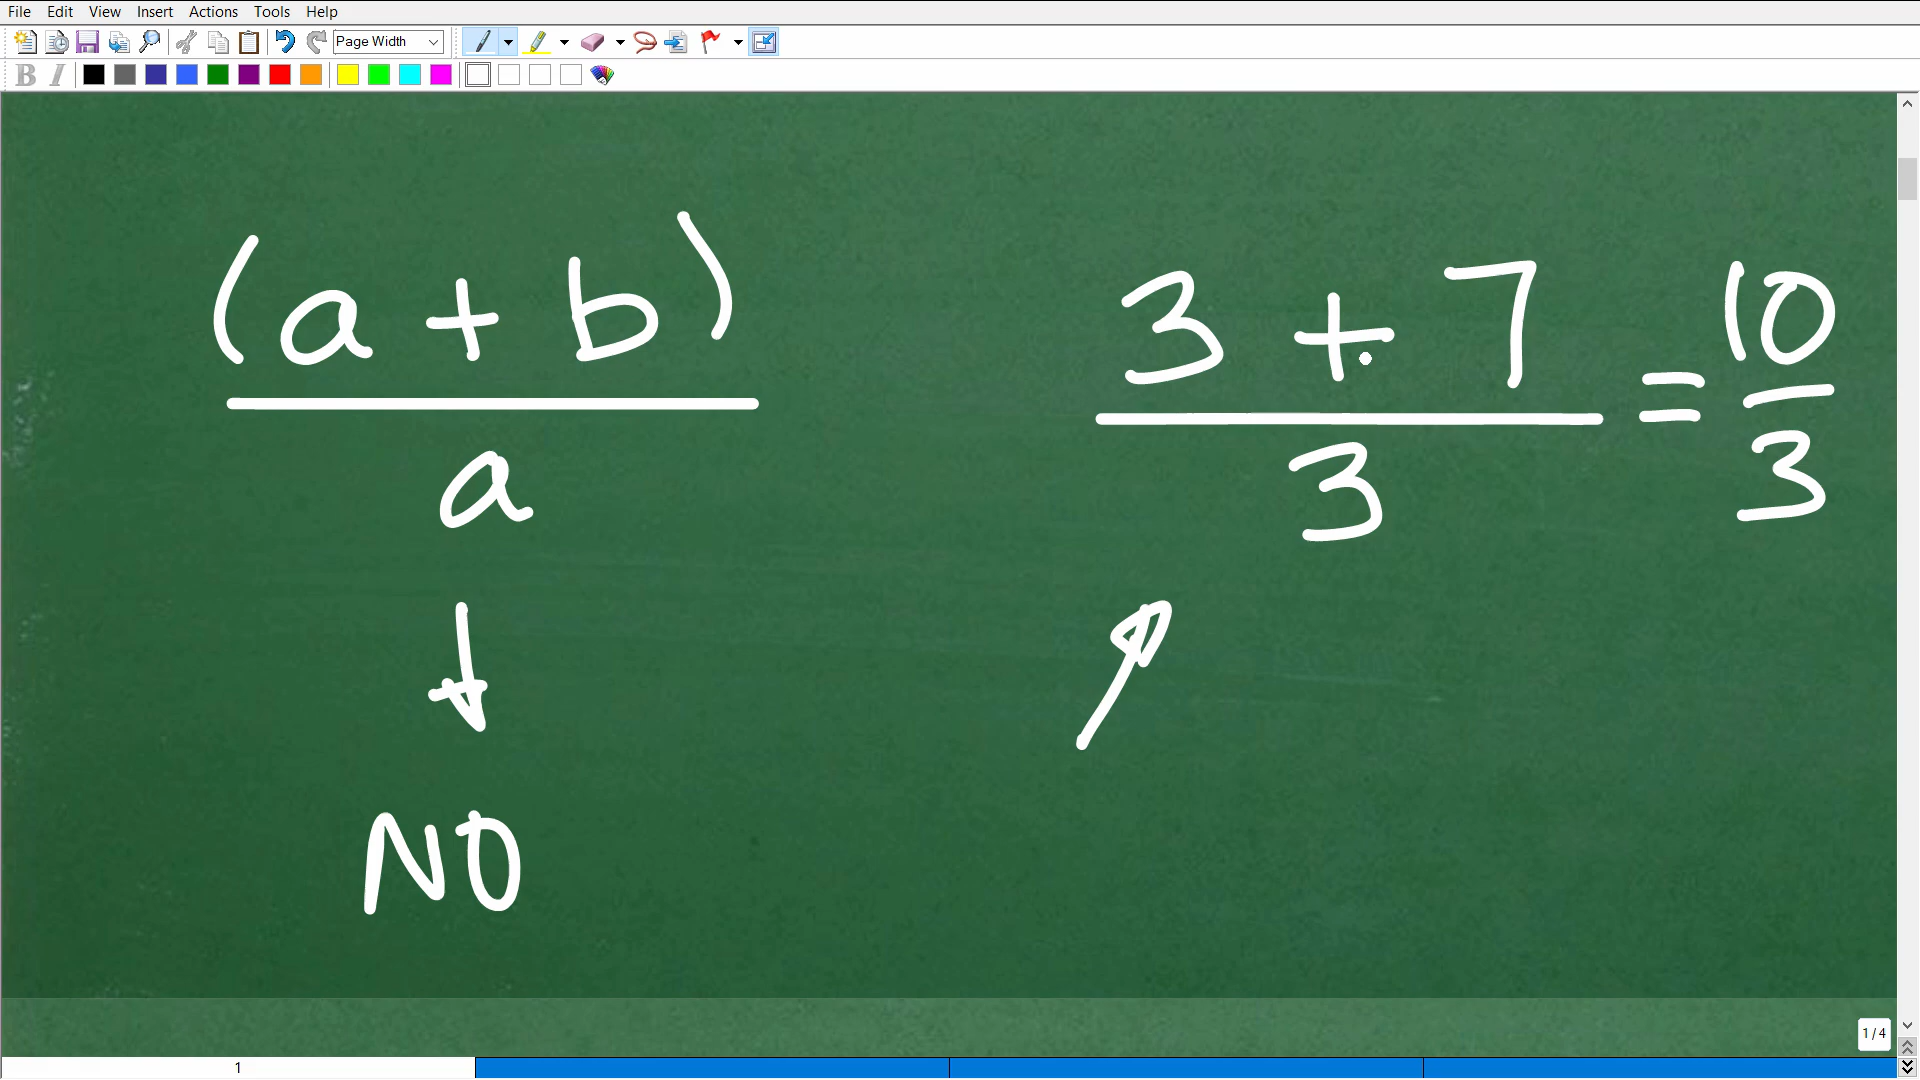 File Edit View Insert Actions Tools Help
Page Width
B I
(a + b)
a
NO
3 + 7
3
=
10
3
1 / 4
1